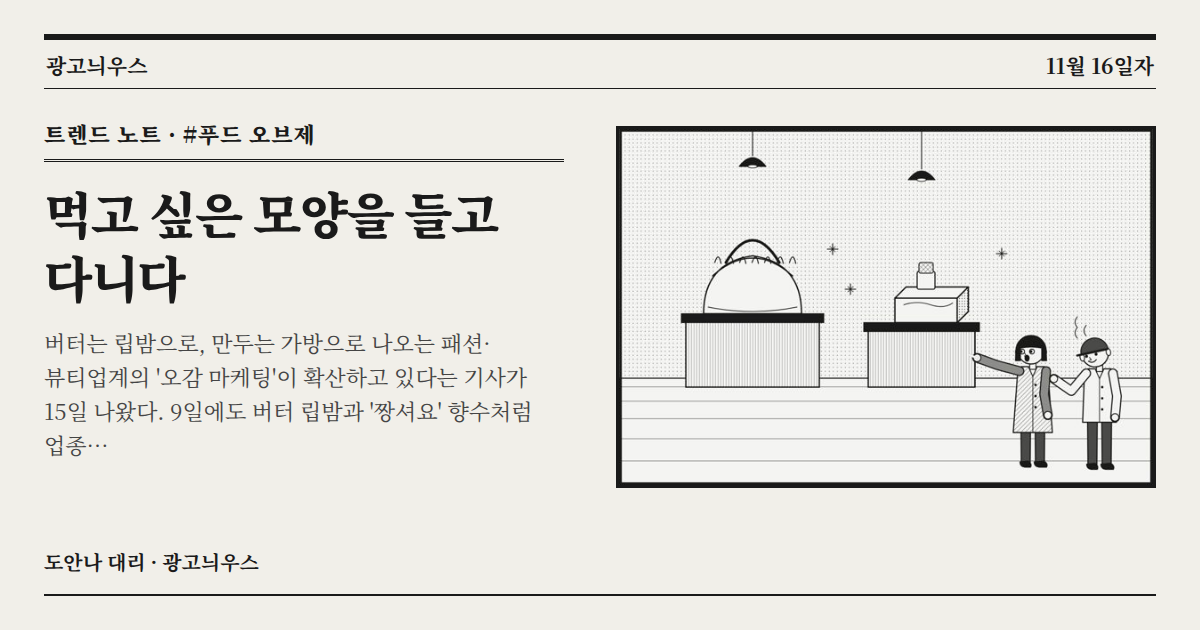 광고늬우스
11월 16일자
트렌드 노트 · #푸드 오브제
먹고 싶은 모양을 들고
다니다
버터는 립밤으로, 만두는 가방으로 나오는 패션·
뷰티업계의 '오감 마케팅'이 확산하고 있다는 기사가
15일 나왔다. 9일에도 버터 립밤과 '짱셔요' 향수처럼
업종…
도안나 대리 · 광고늬우스